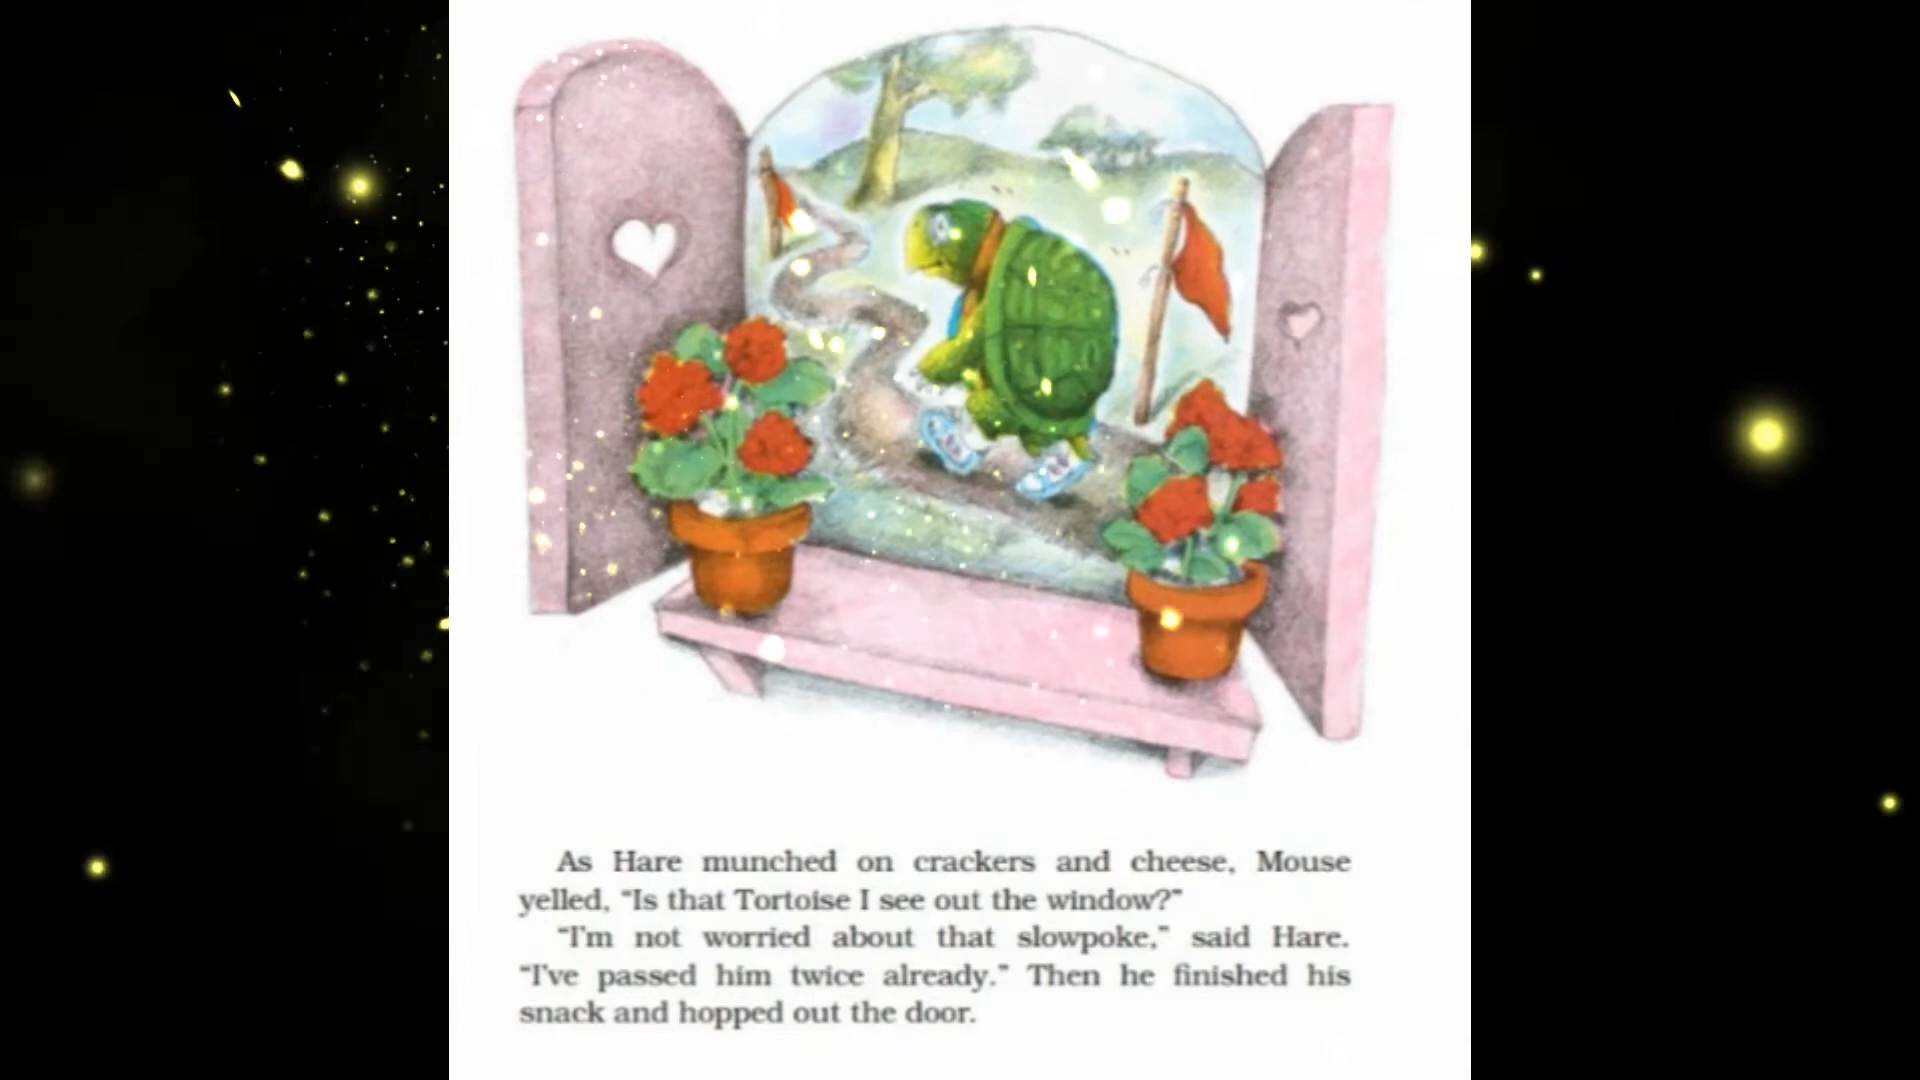 As Hare munched on crackers and cheese, Mouse
yelled, “Is that Tortoise I see out the window?”
“I'm not worried about that slowpoke,” said Hare.
“I've passed him twice already.” Then he finished his
snack and hopped out the door.